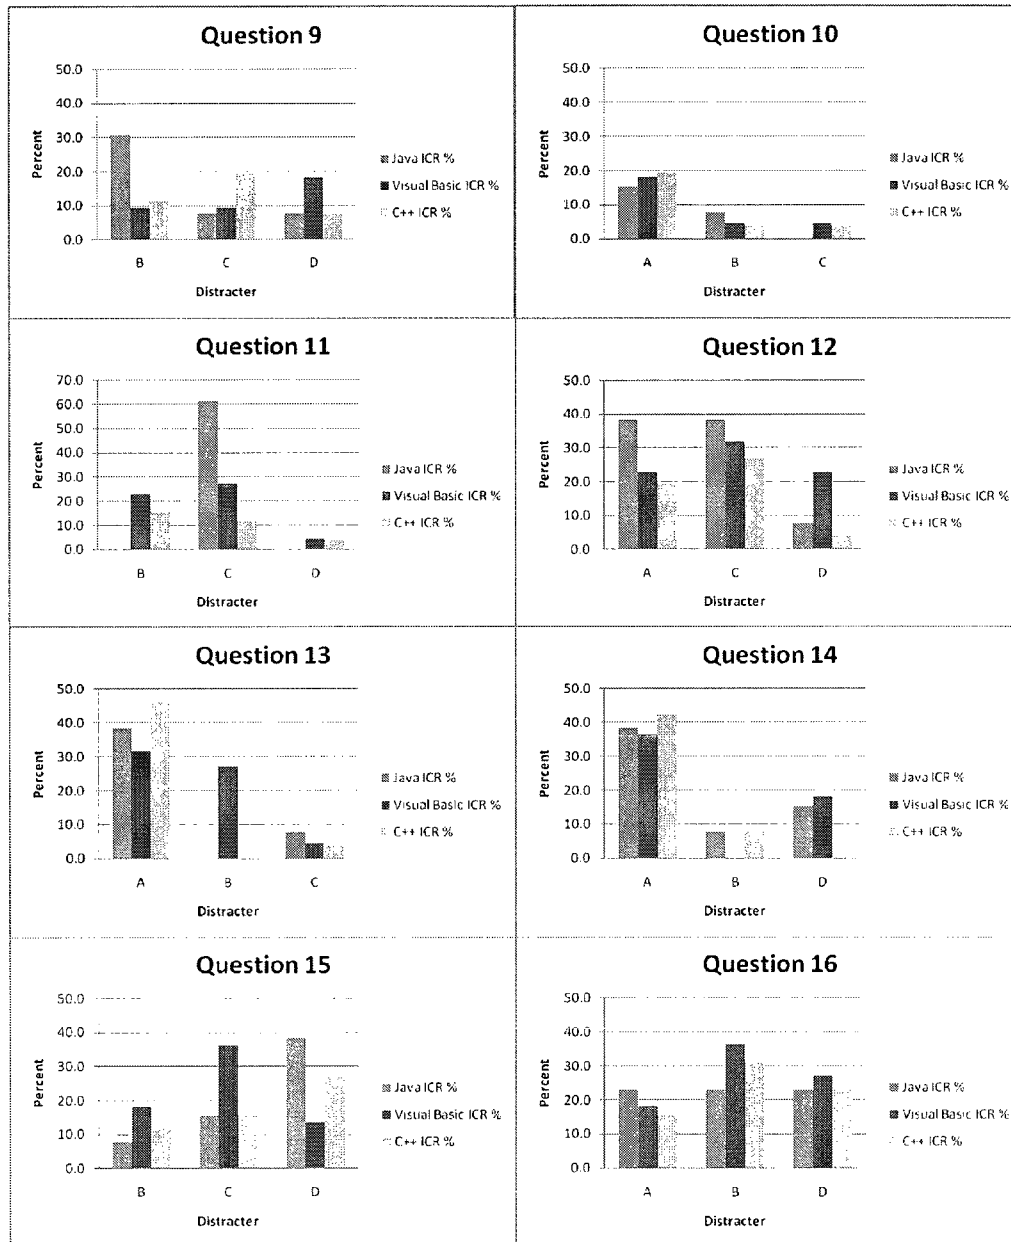 Question 9
50.0
40.0
30.0
20.0
10.0
0.0
Percent
B C D
Distracter
Java ICR %
Visual Basic ICR %
C++ ICR %
Question 10
50.0
40.0
30.0
20.0
10.0
0.0
Percent
A B C
Distracter
Java ICR %
Visual Basic ICR %
C++ ICR %
Question 11
70.0
60.0
50.0
40.0
30.0
20.0
10.0
0.0
Percent
B C D
Distracter
Java ICR %
Visual Basic ICR %
C++ ICR %
Question 12
50.0
40.0
30.0
20.0
10.0
0.0
Percent
A C D
Distracter
Java ICR %
Visual Basic ICR %
C++ ICR %
Question 13
50.0
40.0
30.0
20.0
10.0
0.0
Percent
A B C
Distracter
Java ICR %
Visual Basic ICR %
C++ ICR %
Question 14
50.0
40.0
30.0
20.0
10.0
0.0
Percent
A B D
Distracter
Java ICR %
Visual Basic ICR %
C++ ICR %
Question 15
50.0
40.0
30.0
20.0
10.0
0.0
Percent
B C D
Distracter
Java ICR %
Visual Basic ICR %
C++ ICR %
Question 16
50.0
40.0
30.0
20.0
10.0
0.0
Percent
A B D
Distracter
Java ICR %
Visual Basic ICR %
C++ ICR %